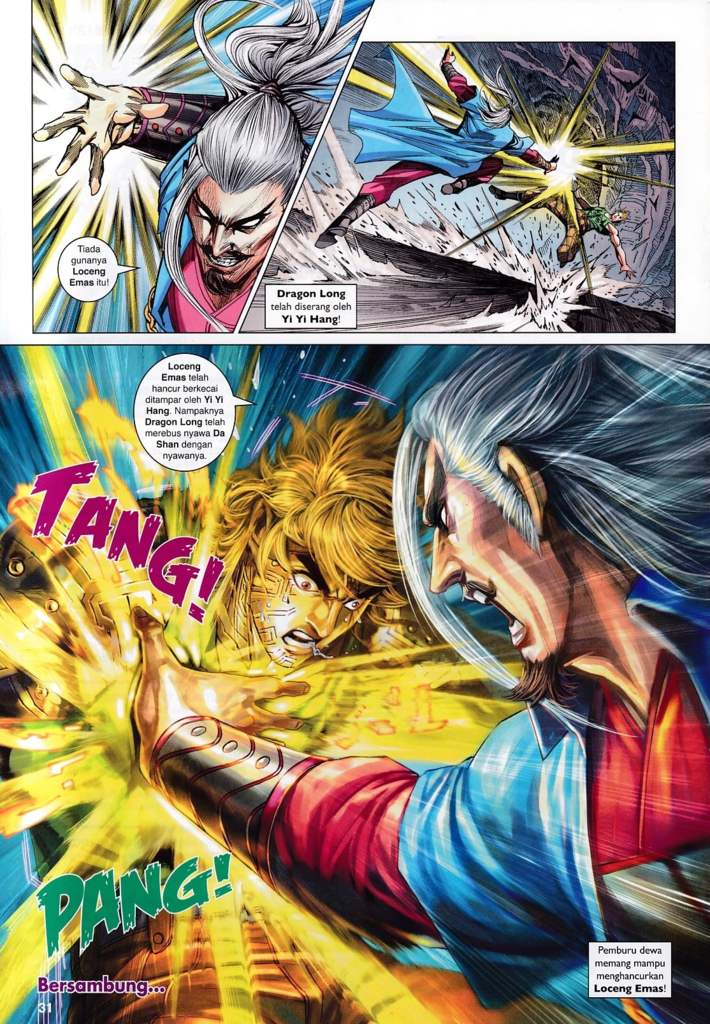 Tiada
gunanya
Loceng
Emas itu!
Dragon Long
telah diserang oleh
Yi Yi Hang!
Loceng
Emas telah
hancur berkecai
ditampar oleh Yi Yi
Hang. Nampaknya
Dragon Long telah
merebus nyawa Da
Shan dengan
nyawanya.
TANG!
PANG!
Pemburu dewa
memang mampu
menghancurkan
Loceng Emas!
Bersambung...
31